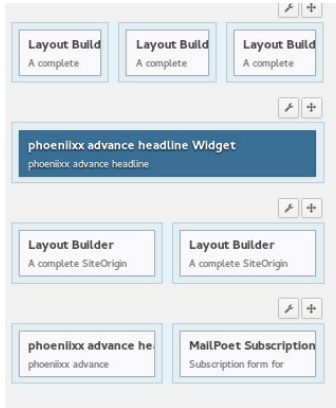 Layout Build Layout Build Layout Build
A complete A complete A complete
phoeniixx advance headline Widget
phoeniixx advance headline
Layout Builder Layout Builder
A complete SiteOrigin A complete SiteOrigin
phoeniixx advance hea MailPoet Subscription
phoeniixx advance Subscription form for